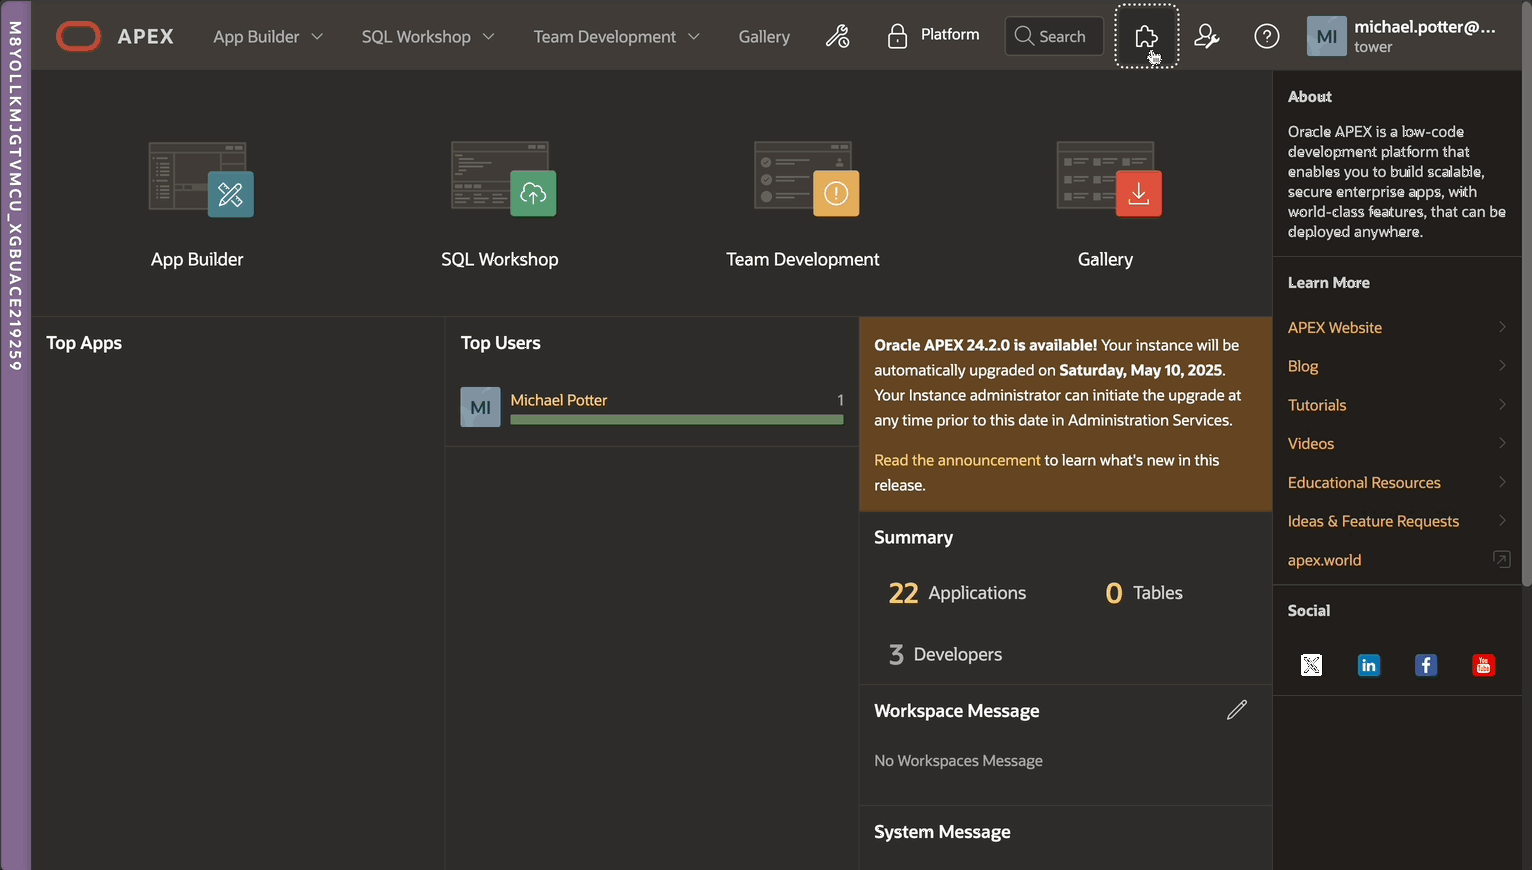 M8YOLLKMJGTVMCU_XGBUACE219259
APEX
App Builder
SQL Workshop
Team Development
Gallery
Platform
Search
MI
michael.potter@...
tower
App Builder
SQL Workshop
Team Development
Gallery
Top Apps
Top Users
MI
Michael Potter
1
Oracle APEX 24.2.0 is available! Your instance will be
automatically upgraded on Saturday, May 10, 2025.
Your Instance administrator can initiate the upgrade at
any time prior to this date in Administration Services.
Read the announcement to learn what's new in this
release.
Summary
22 Applications
0 Tables
3 Developers
Workspace Message
No Workspaces Message
System Message
About
Oracle APEX is a low-code
development platform that
enables you to build scalable,
secure enterprise apps, with
world-class features, that can be
deployed anywhere.
Learn More
APEX Website
Blog
Tutorials
Videos
Educational Resources
Ideas & Feature Requests
apex.world
Social
X
in
f
You
Tube